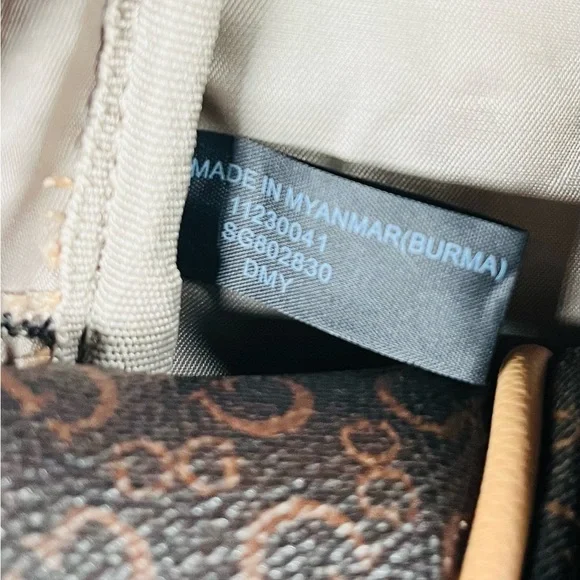 MADE IN MYANMAR(BURMA)
11230041
SG802830
DMY